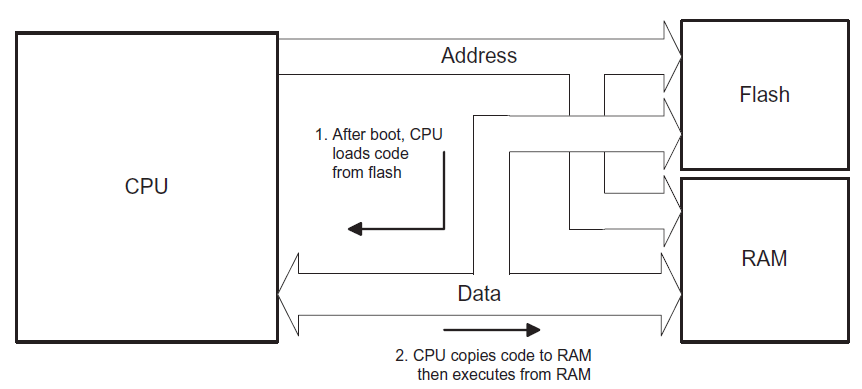 Address
Flash
1. After boot, CPU
loads code
from flash
CPU
RAM
Data
2. CPU copies code to RAM
then executes from RAM